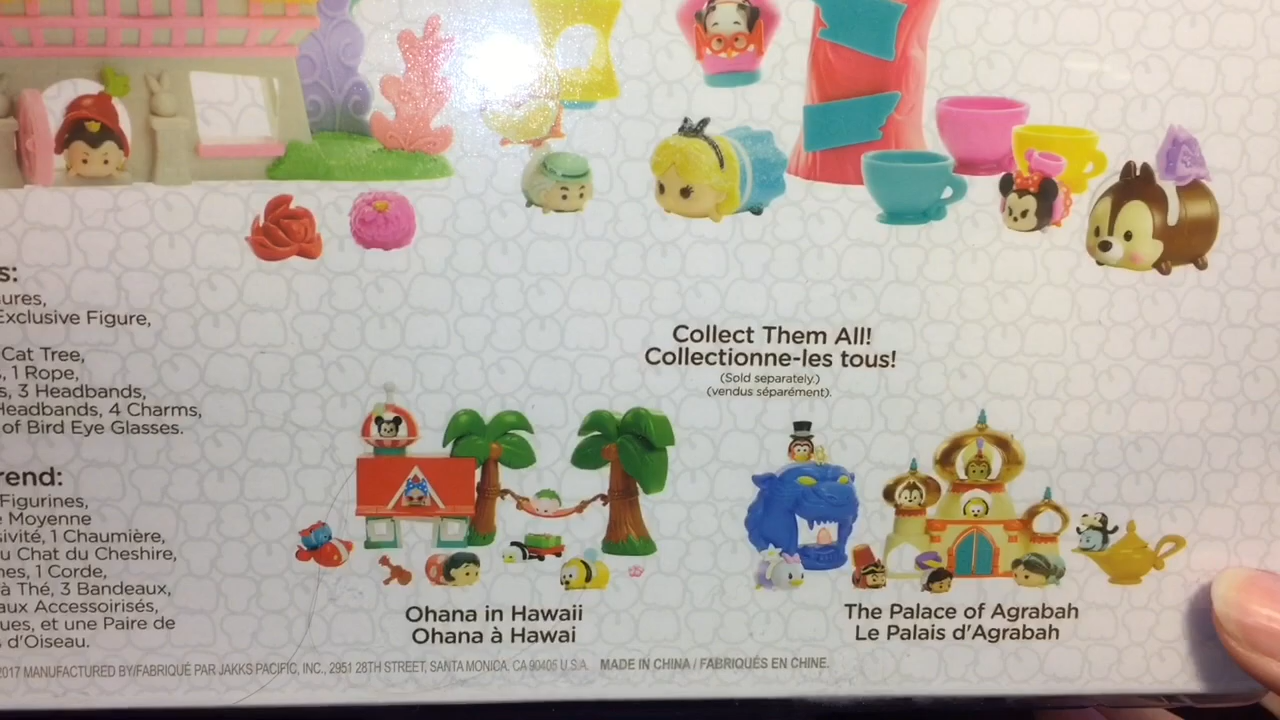 s:
ures,
Exclusive Figure,
Cat Tree,
, 1 Rope,
s, 3 Headbands,
Headbands, 4 Charms,
of Bird Eye Glasses.
rend:
Figurines,
e Moyenne
sivité, 1 Chaumière,
u Chat du Cheshire,
nes, 1 Corde,
à Thé, 3 Bandeaux,
aux Accessoirisés,
ues, et une Paire de
d'Oiseau.
Collect Them All!
Collectionne-les tous!
(Sold separately.)
(vendus séparément).
Ohana in Hawaii
Ohana à Hawai
The Palace of Agrabah
Le Palais d'Agrabah
2017 MANUFACTURED BY/FABRIQUÉ PAR JAKKS PACIFIC, INC., 2951 28TH STREET, SANTA MONICA, CA 90405 U.S.A. MADE IN CHINA / FABRIQUÉS EN CHINE.